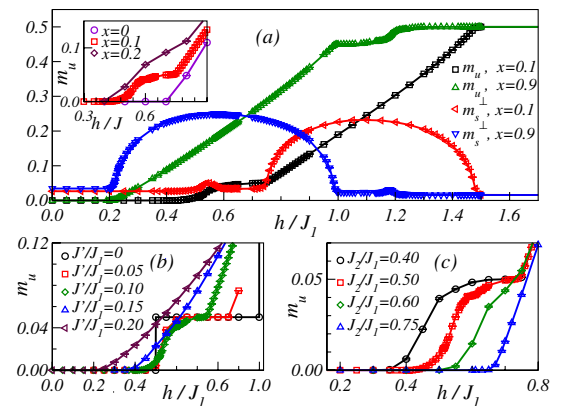 x=0
x=0.1
x=0.2
0.1
0.0
0.3 0.6 0.9
m_u
h/J
(a)
0.5
0.4
0.3
0.2
0.1
0.0
m_u, x=0.1
m_u, x=0.9
m_s^⊥, x=0.1
m_s^⊥, x=0.9
0.0 0.2 0.4 0.6 0.8 1.0 1.2 1.4 1.6
h/J_1
0.12
0.08
0.04
0.00
m_u
J'/J_1=0
J'/J_1=0.05
J'/J_1=0.10
J'/J_1=0.15
J'/J_1=0.20
(b)
0.0 0.2 0.4 0.6 0.8 1.0
h/J_1
(c)
0.10
0.05
0.00
m_u
J_2/J_1=0.40
J_2/J_1=0.50
J_2/J_1=0.60
J_2/J_1=0.75
0.2 0.4 0.6 0.8
h/J_1